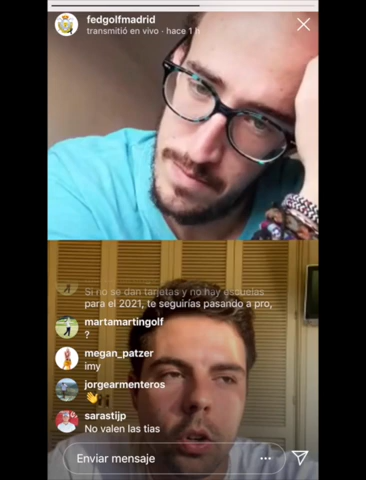 fedgolfmadrid
transmitió en vivo · hace 1 h
Si no se dan tarjetas y no hay escuelas
para el 2021, te seguirías pasando a pro,
martamartingolf
?
megan_patzer
imy
jorgearmenteros
👋
sarastijp
No valen las tias
Enviar mensaje